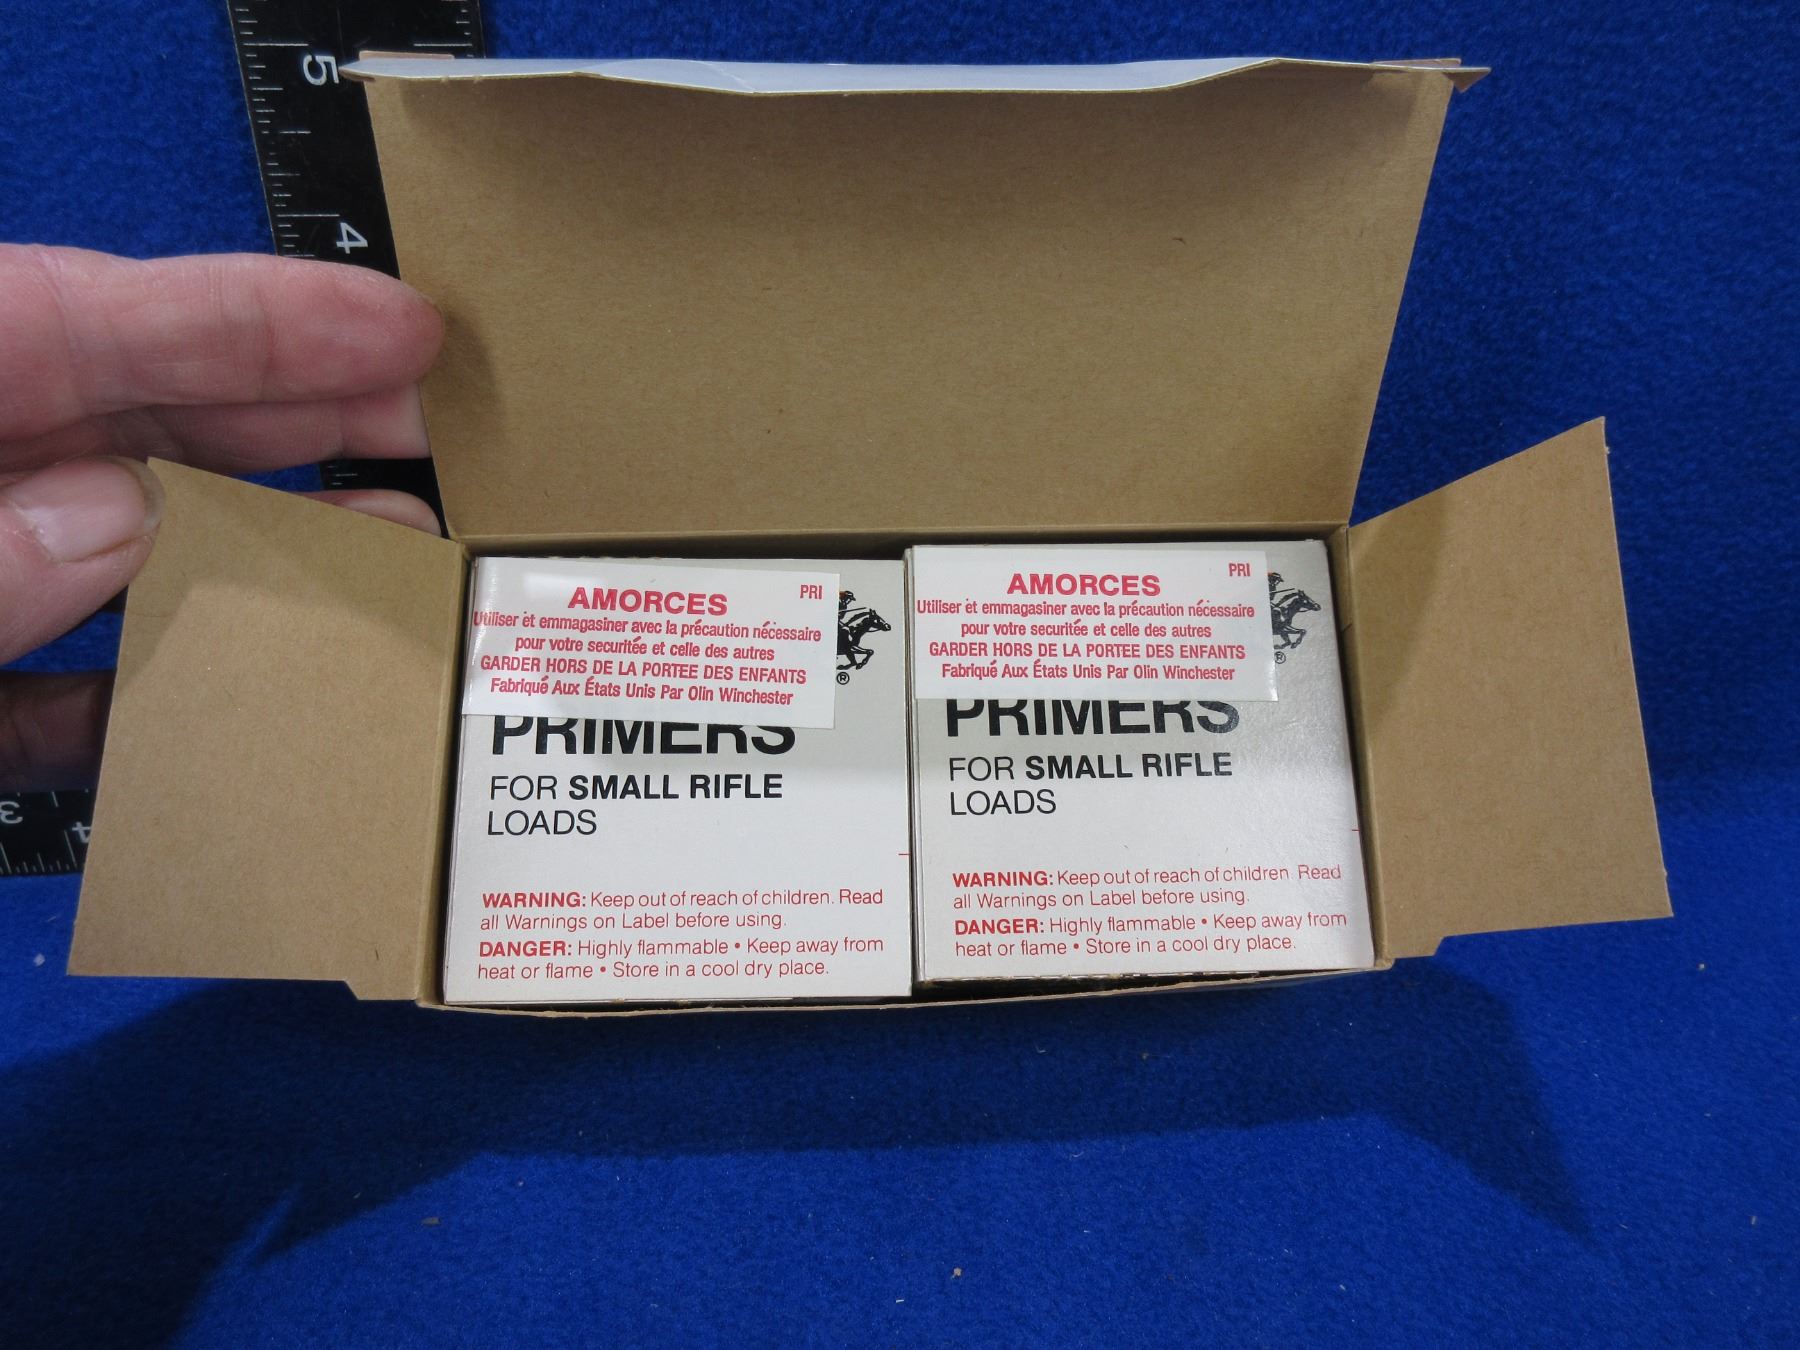 5
4
3
4
AMORCES PRI
Utiliser et emmagasiner avec la précaution nécessaire
pour votre securitée et celle des autres
GARDER HORS DE LA PORTEE DES ENFANTS
Fabriqué Aux États Unis Par Olin Winchester
®
PRIMERS
FOR SMALL RIFLE
LOADS
WARNING: Keep out of reach of children. Read
all Warnings on Label before using.
DANGER: Highly flammable • Keep away from
heat or flame • Store in a cool dry place.
AMORCES PRI
Utiliser et emmagasiner avec la précaution nécessaire
pour votre securitée et celle des autres
GARDER HORS DE LA PORTEE DES ENFANTS
Fabriqué Aux États Unis Par Olin Winchester
®
PRIMERS
FOR SMALL RIFLE
LOADS
WARNING: Keep out of reach of children. Read
all Warnings on Label before using.
DANGER: Highly flammable • Keep away from
heat or flame • Store in a cool dry place.